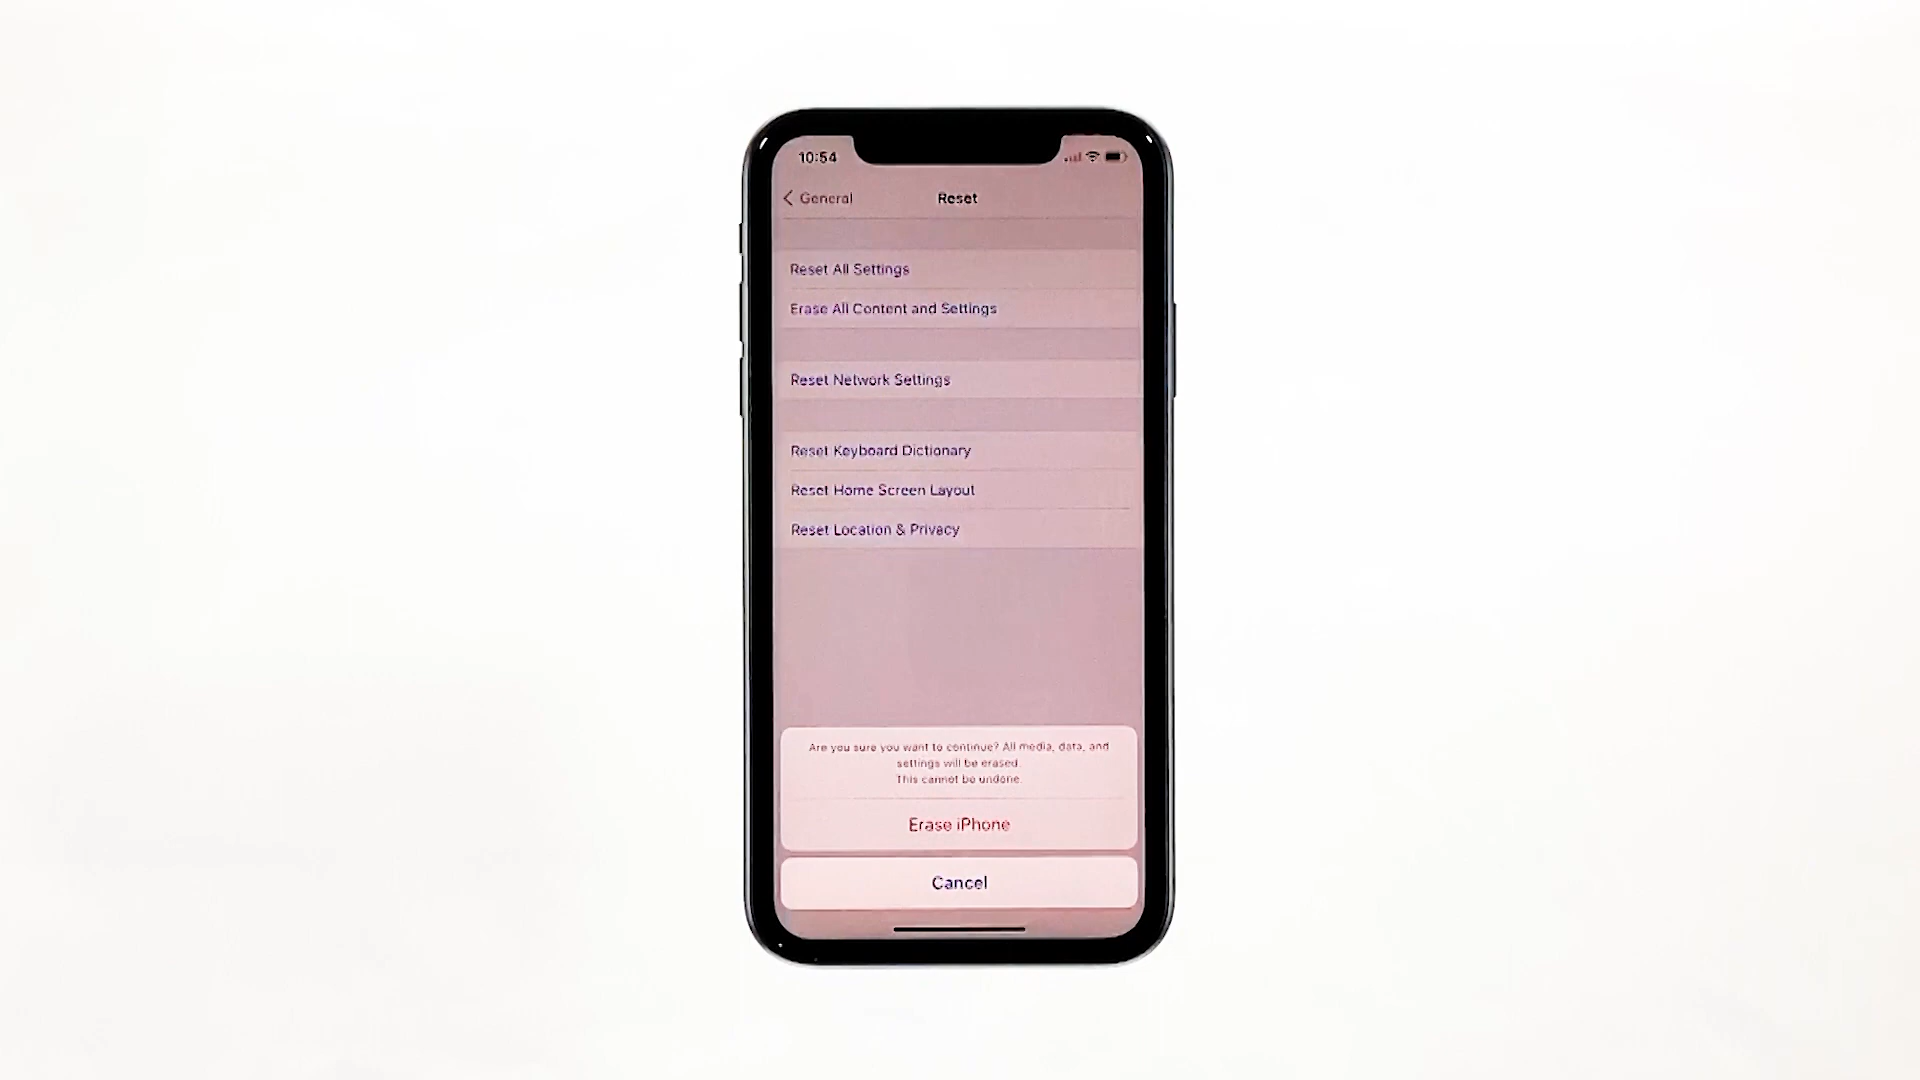 10:54
General
Reset
Reset All Settings
Erase All Content and Settings
Reset Network Settings
Reset Keyboard Dictionary
Reset Home Screen Layout
Reset Location & Privacy
Are you sure you want to continue? All media, data, and
settings will be erased.
This cannot be undone.
Erase iPhone
Cancel